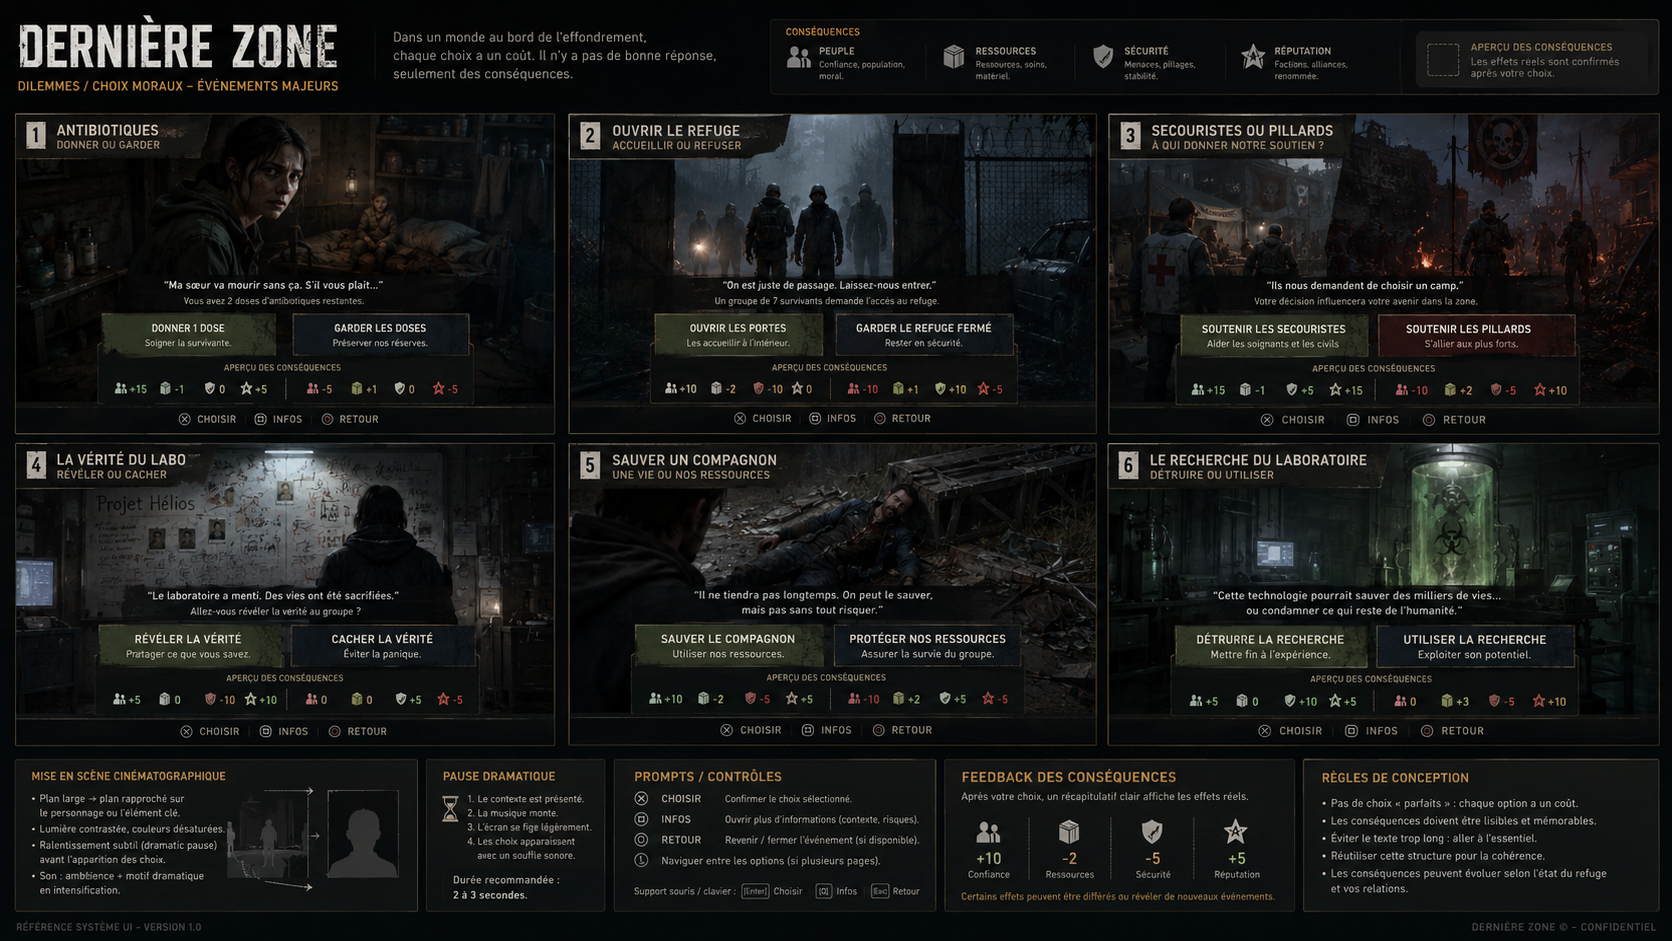 DERNIÈRE ZONE
DILEMMES / CHOIX MORAUX – ÉVÉNEMENTS MAJEURS
Dans un monde au bord de l'effondrement,
chaque choix a un coût. Il n'y a pas de bonne réponse,
seulement des conséquences.
CONSÉQUENCES
PEUPLE
Confiance, population,
moral.
RESSOURCES
Ressources, soins,
matériel.
SÉCURITÉ
Menaces, pillages,
stabilité.
RÉPUTATION
Factions, alliances,
renommée.
APERÇU DES CONSÉQUENCES
Les effets réels sont confirmés
après votre choix.
1 ANTIBIOTIQUES
DONNER OU GARDER
"Ma sœur va mourir sans ça. S'il vous plaît..."
Vous avez 2 doses d'antibiotiques restantes.
DONNER 1 DOSE
Soigner la survivante.
GARDER LES DOSES
Préserver nos réserves.
APERÇU DES CONSÉQUENCES
+15 -1 0 +5 -5 +1 0 -5
CHOISIR INFOS RETOUR
2 OUVRIR LE REFUGE
ACCUEILLIR OU REFUSER
"On est juste de passage. Laissez-nous entrer."
Un groupe de 7 survivants demande l'accès au refuge.
OUVRIR LES PORTES
Les accueillir à l'intérieur.
GARDER LE REFUGE FERMÉ
Rester en sécurité.
APERÇU DES CONSÉQUENCES
+10 -2 -10 0 -10 +1 +10 -5
CHOISIR INFOS RETOUR
3 SECOURISTES OU PILLARDS
À QUI DONNER NOTRE SOUTIEN ?
"Ils nous demandent de choisir un camp."
Votre décision influencera votre avenir dans la zone.
SOUTENIR LES SECOURISTES
Aider les soignants et les civils
SOUTENIR LES PILLARDS
S'allier aux plus forts.
APERÇU DES CONSÉQUENCES
+15 -1 +5 +15 -10 +2 -5 +10
CHOISIR INFOS RETOUR
4 LA VÉRITÉ DU LABO
RÉVÉLER OU CACHER
Projet Hélios
"Le laboratoire a menti. Des vies ont été sacrifiées."
Allez-vous révéler la verité au groupe ?
RÉVÉLER LA VÉRITÉ
Pratager ce que vous savez.
CACHER LA VÉRITÉ
Éviter la panique.
APERÇU DES CONSÉQUENCES
+5 0 -10 +10 0 0 +5 -5
CHOISIR INFOS RETOUR
5 SAUVER UN COMPAGNON
UNE VIE OU NOS RESSOURCES
"Il ne tiendra pas longtemps. On peut le sauver,
mais pas sans tout risquer."
SAUVER LE COMPAGNON
Utiliser nos ressources.
PROTÉGER NOS RESSOURCES
Assurer la survie du groupe.
APERÇU DES CONSÉQUENCES
+10 -2 -5 +5 -10 +2 +5 -5
CHOISIR INFOS RETOUR
6 LE RECHERCHE DU LABORATOIRE
DÉTRUIRE OU UTILISER
"Cette technologie pourrait sauver des milliers de vies...
ou condamner ce qui reste de l'humanité."
DÉTRURRE LA RECHERCHE
Mettre fin à l'expérience.
UTILISER LA RECHERCHE
Exploiter son potentiel.
APERÇU DES CONSÉQUENCES
+5 0 +10 +5 0 +3 -5 +10
CHOISIR INFOS RETOUR
MISE EN SCÈNE CINÉMATOGRAPHIQUE
• Plan large → plan rapproché sur
le personnage ou l'élément clé.
• Lumière contrastée, couleurs désaturées.
• Ralentissement subtil (dramatic pause)
avant l'apparition des choix.
• Son : ambience + motif dramatique
en intensification.
PAUSE DRAMATIQUE
1. Le contexte est présenté.
2. La musique monte.
3. L'écran se fige légèrement.
4. Les choix apparaissent
avec un souffle sonore.
Durée recommandée :
2 à 3 secondes.
PROMPTS / CONTRÔLES
CHOISIR Confirmer le choix sélectionné.
INFOS Ouvrir plus d'informations (contexte, risques).
RETOUR Revenir / fermer l'événement (si disponible).
Naviguer entre les options (si plusieurs pages).
Support souris / clavier : [Enter] Choisir Infos Esc Retour
FEEDBACK DES CONSÉQUENCES
Après votre choix, un récapitulatif clair affiche les effets réels.
+10 -2 -5 +5
Confiance Ressources Sécurité Réputation
Certains effets peuvent être différés ou révéler de nouveaux événements.
RÈGLES DE CONCEPTION
• Pas de choix « parfaits » : chaque option a un coût.
• Les conséquences doivent être lisibles et mémorables.
• Éviter le texte trop long : aller à l'essentiel.
• Réutiliser cette structure pour la cohérence.
• Les conséquences peuvent évoluer selon l'état du refuge
et vos relations.
RÉFÉRENCE SYSTÈME UI – VERSION 1.0
DERNIÈRE ZONE © – CONFIDENTIEL